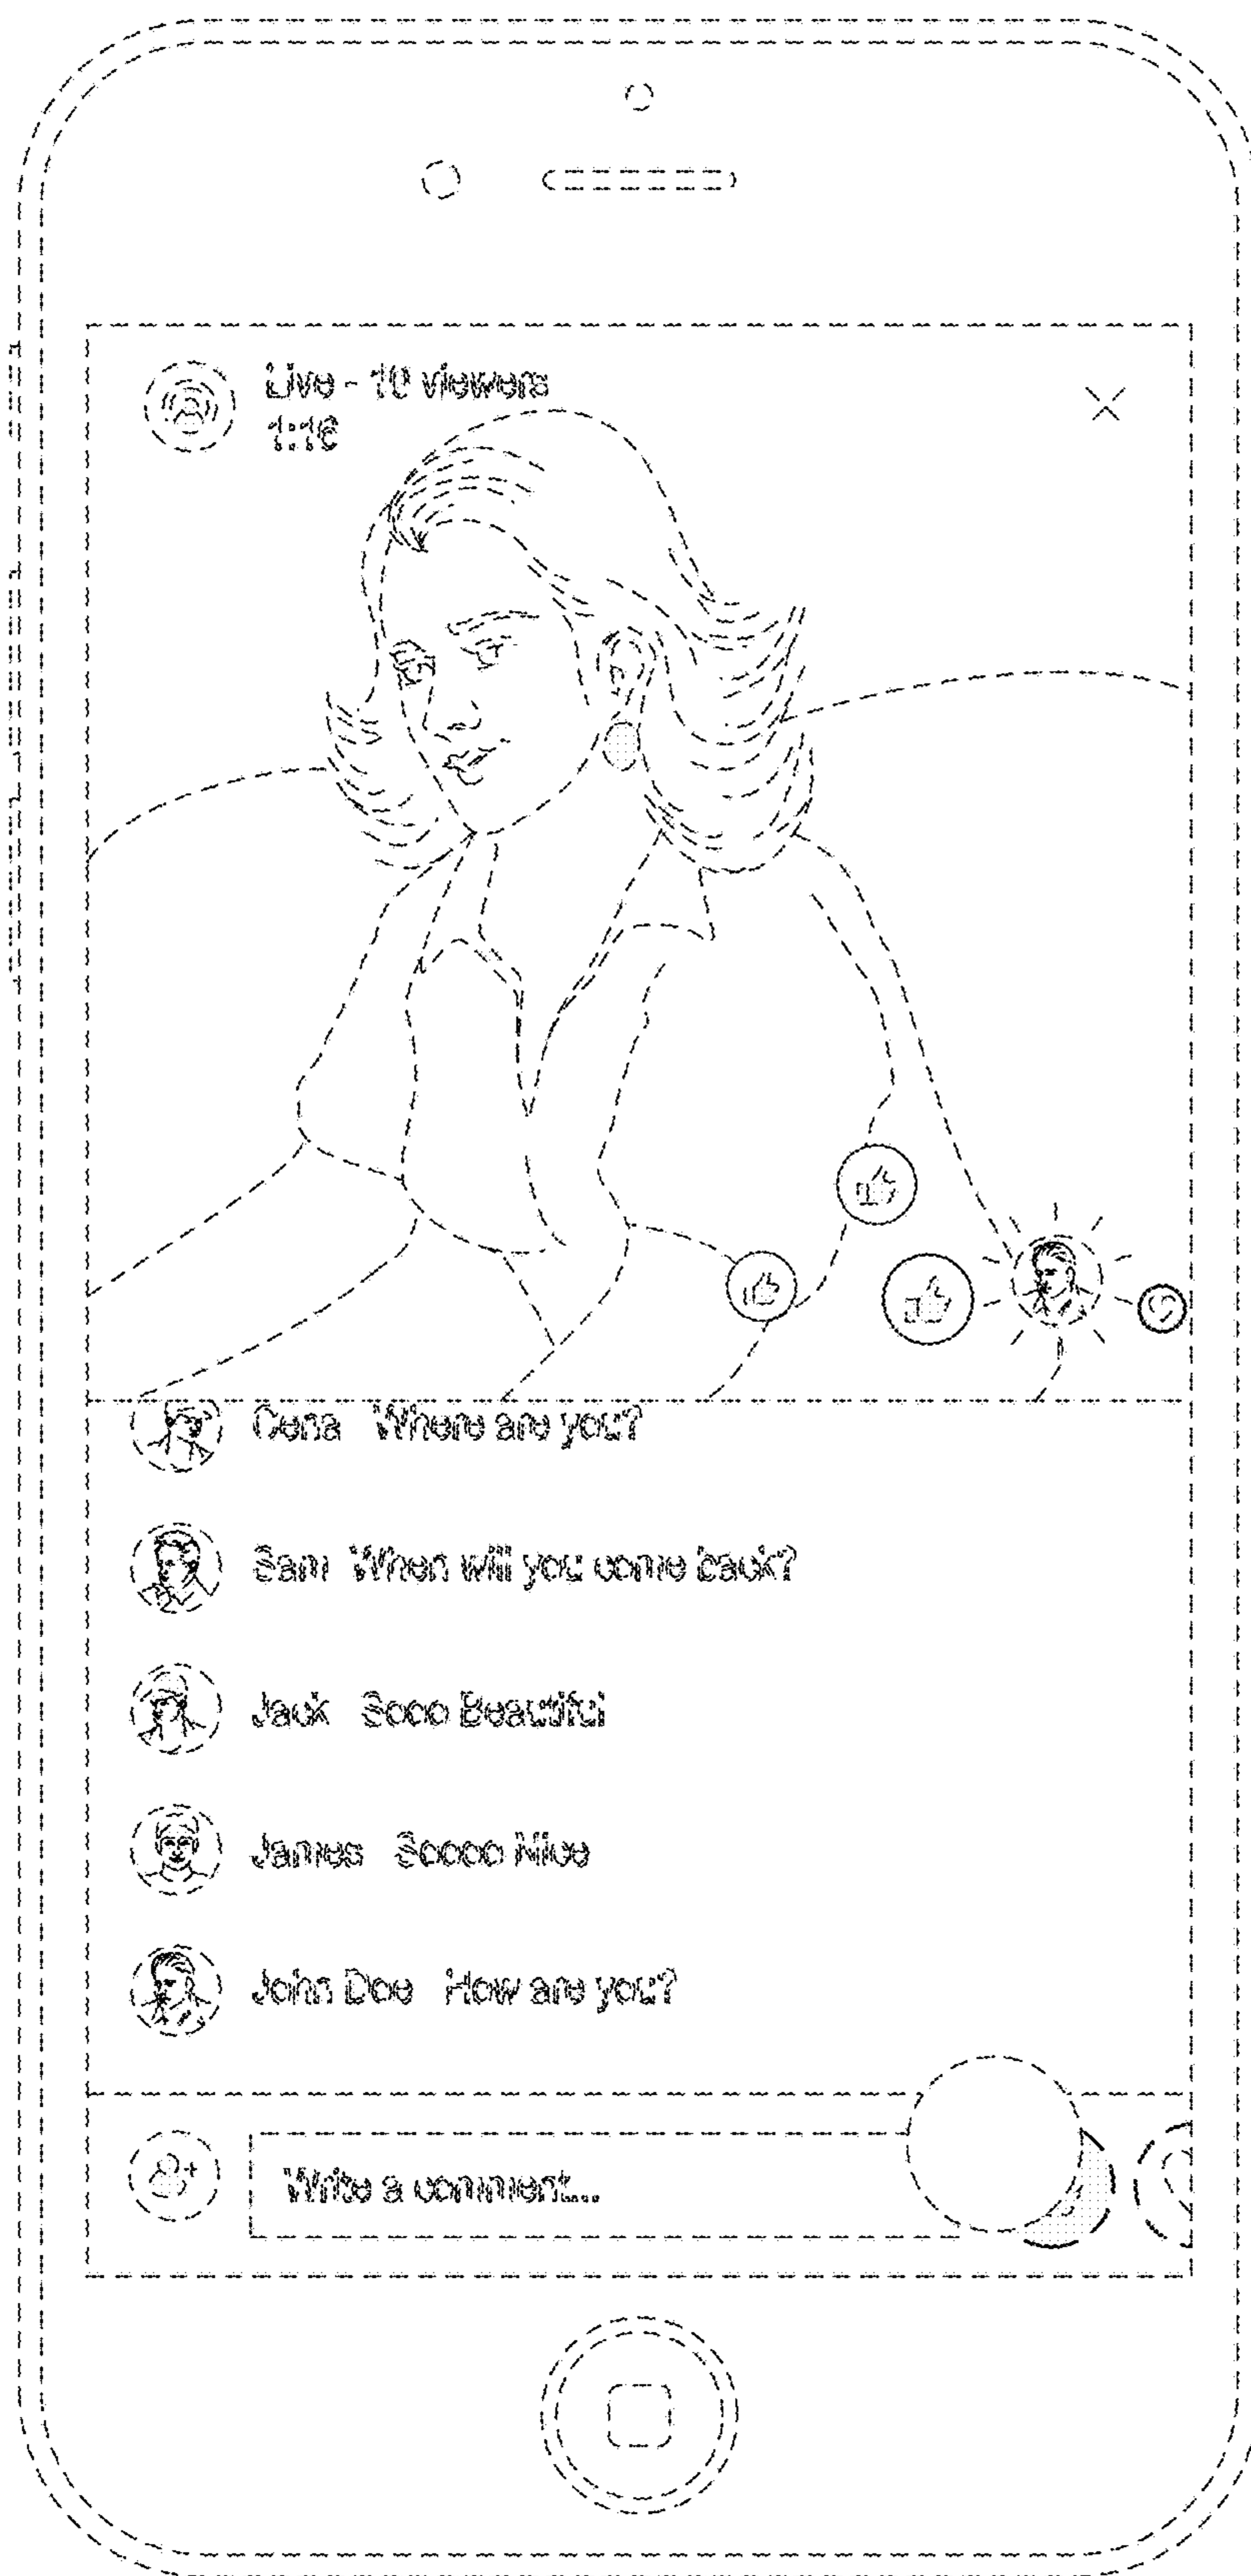 Live - 10 viewers
1:16
Gena Where are you?
Sam When will you come back?
Jack Sooo Beautiful
James Soooo Nice
John Doe How are you?
Write a comment...